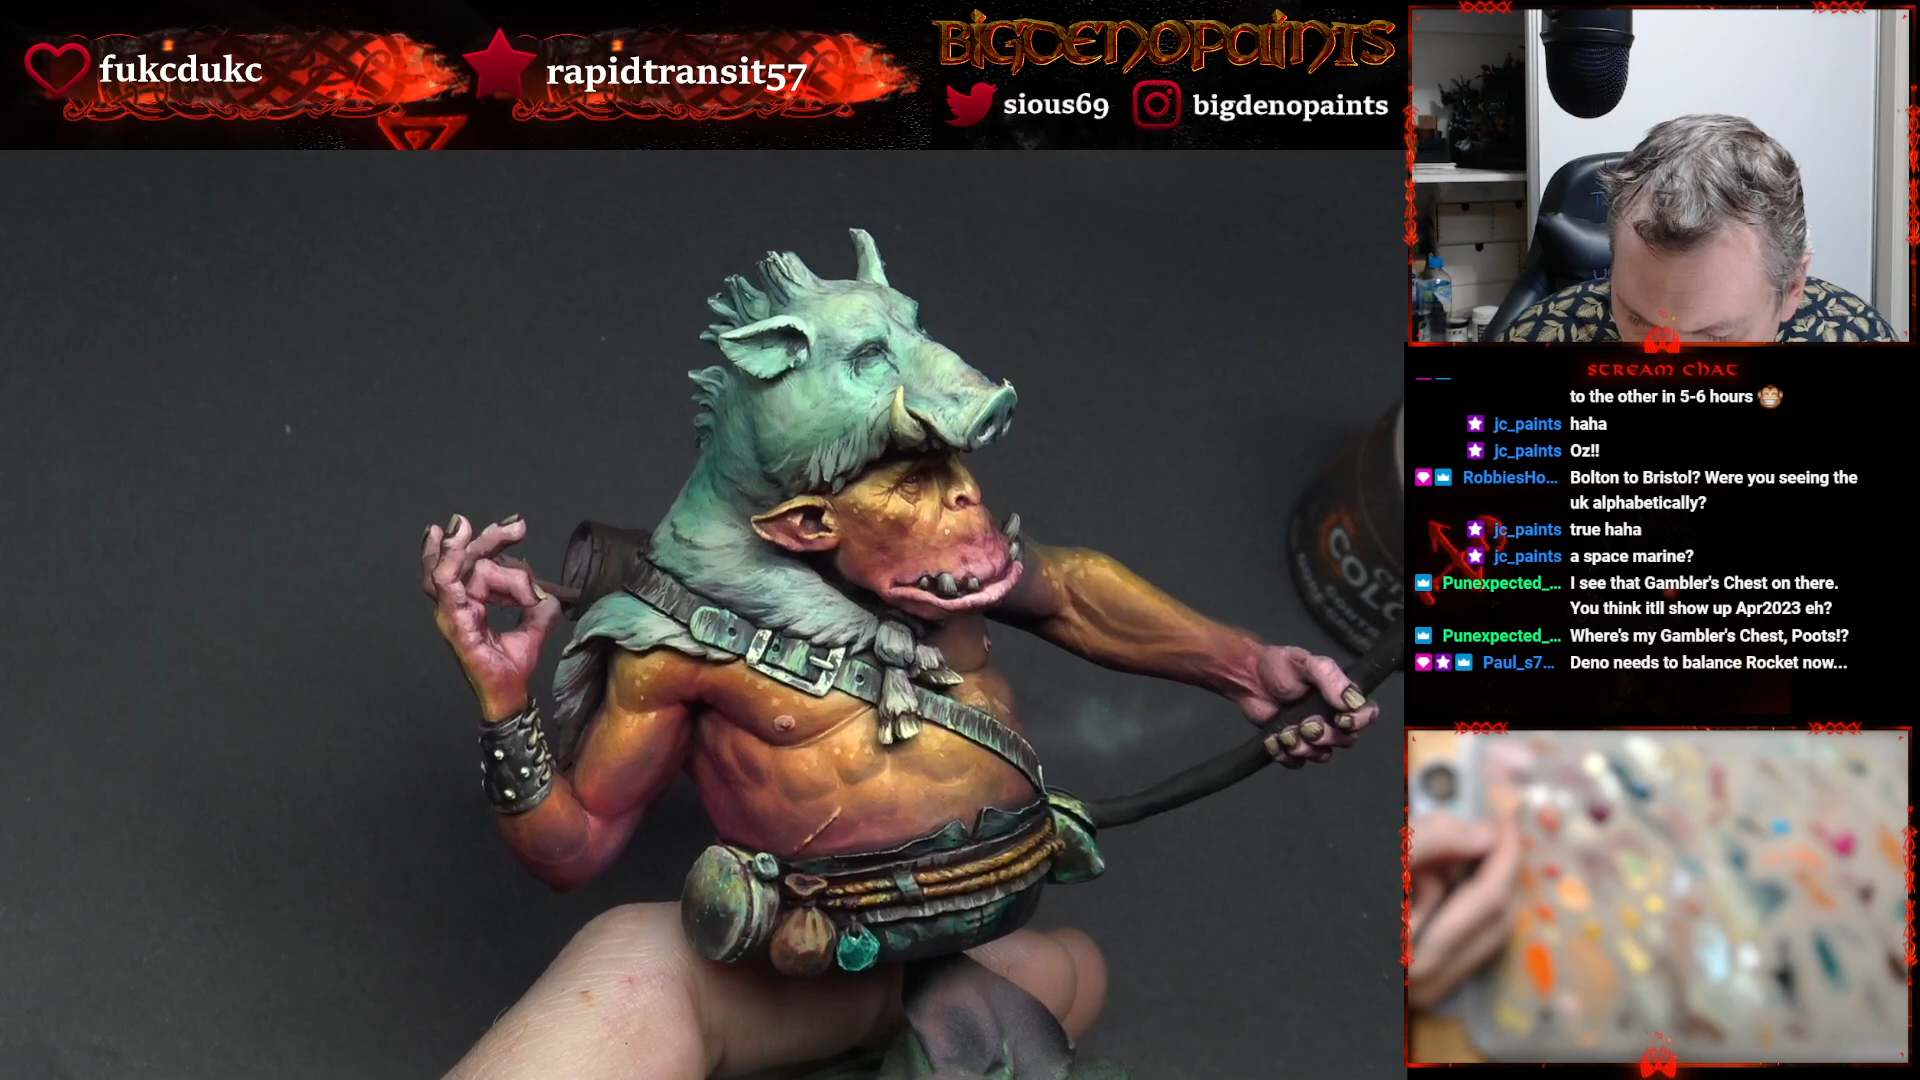 fukcdukc
rapidtransit57
BIGDENOPAINTS
sious69
bigdenopaints
STREAM CHAT
to the other in 5-6 hours
jc_paints haha
jc_paints Oz!!
RobbiesHo... Bolton to Bristol? Were you seeing the
uk alphabetically?
jc_paints true haha
jc_paints a space marine?
Punexpected_... I see that Gambler's Chest on there.
You think itll show up Apr2023 eh?
Punexpected_... Where's my Gambler's Chest, Poots!?
Paul_s7... Deno needs to balance Rocket now...